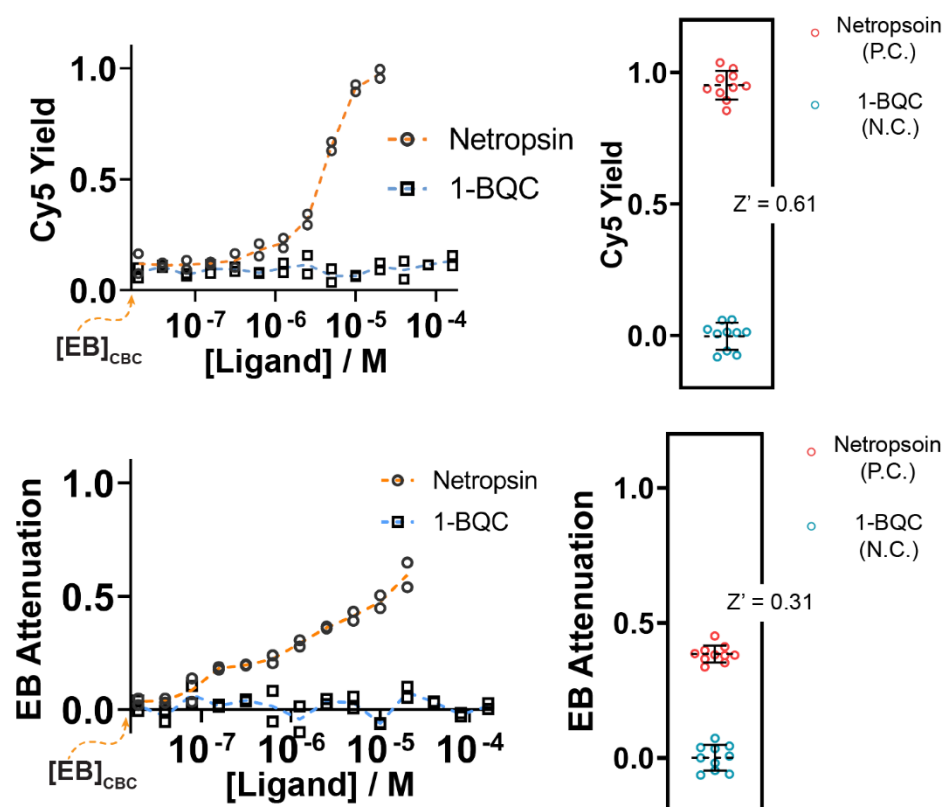 1.0
0.5
0.0
Cy5 Yield
Netropsin
1-BQC
10-7
10-6
10-5
10-4
[EB]CBC
[Ligand] / M
1.0
0.5
0.0
Cy5 Yield
Z' = 0.61
Netropsoin
(P.C.)
1-BQC
(N.C.)
1.0
0.5
0.0
EB Attenuation
Netropsin
1-BQC
10-7
10-6
10-5
10-4
[EB]CBC
[Ligand] / M
1.0
0.5
0.0
EB Attenuation
Z' = 0.31
Netropsoin
(P.C.)
1-BQC
(N.C.)